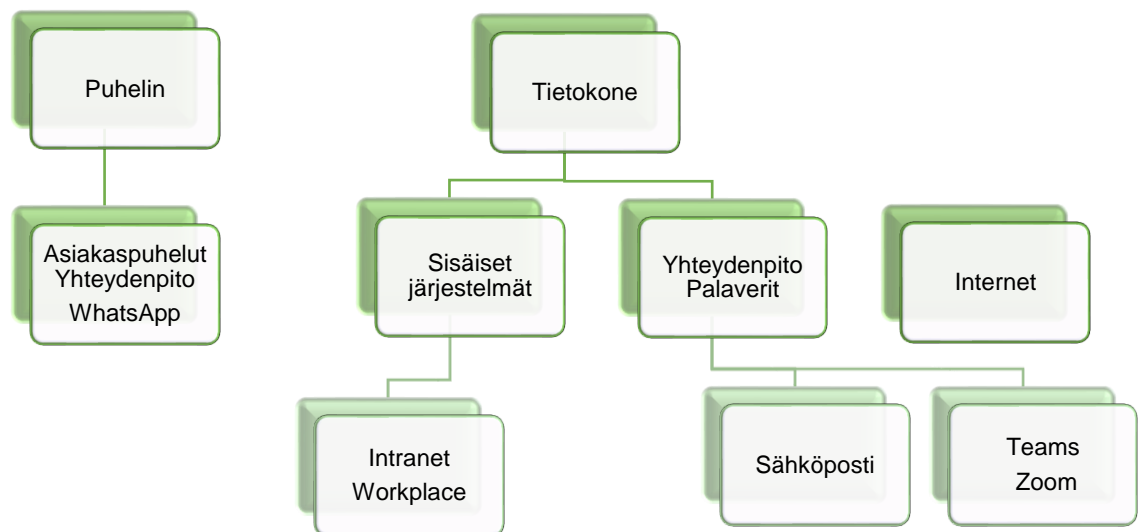 Puhelin
Tietokone
Asiakaspuhelut
Yhteydenpito
WhatsApp
Sisäiset
järjestelmät
Yhteydenpito
Palaverit
Internet
Intranet
Workplace
Sähköposti
Teams
Zoom